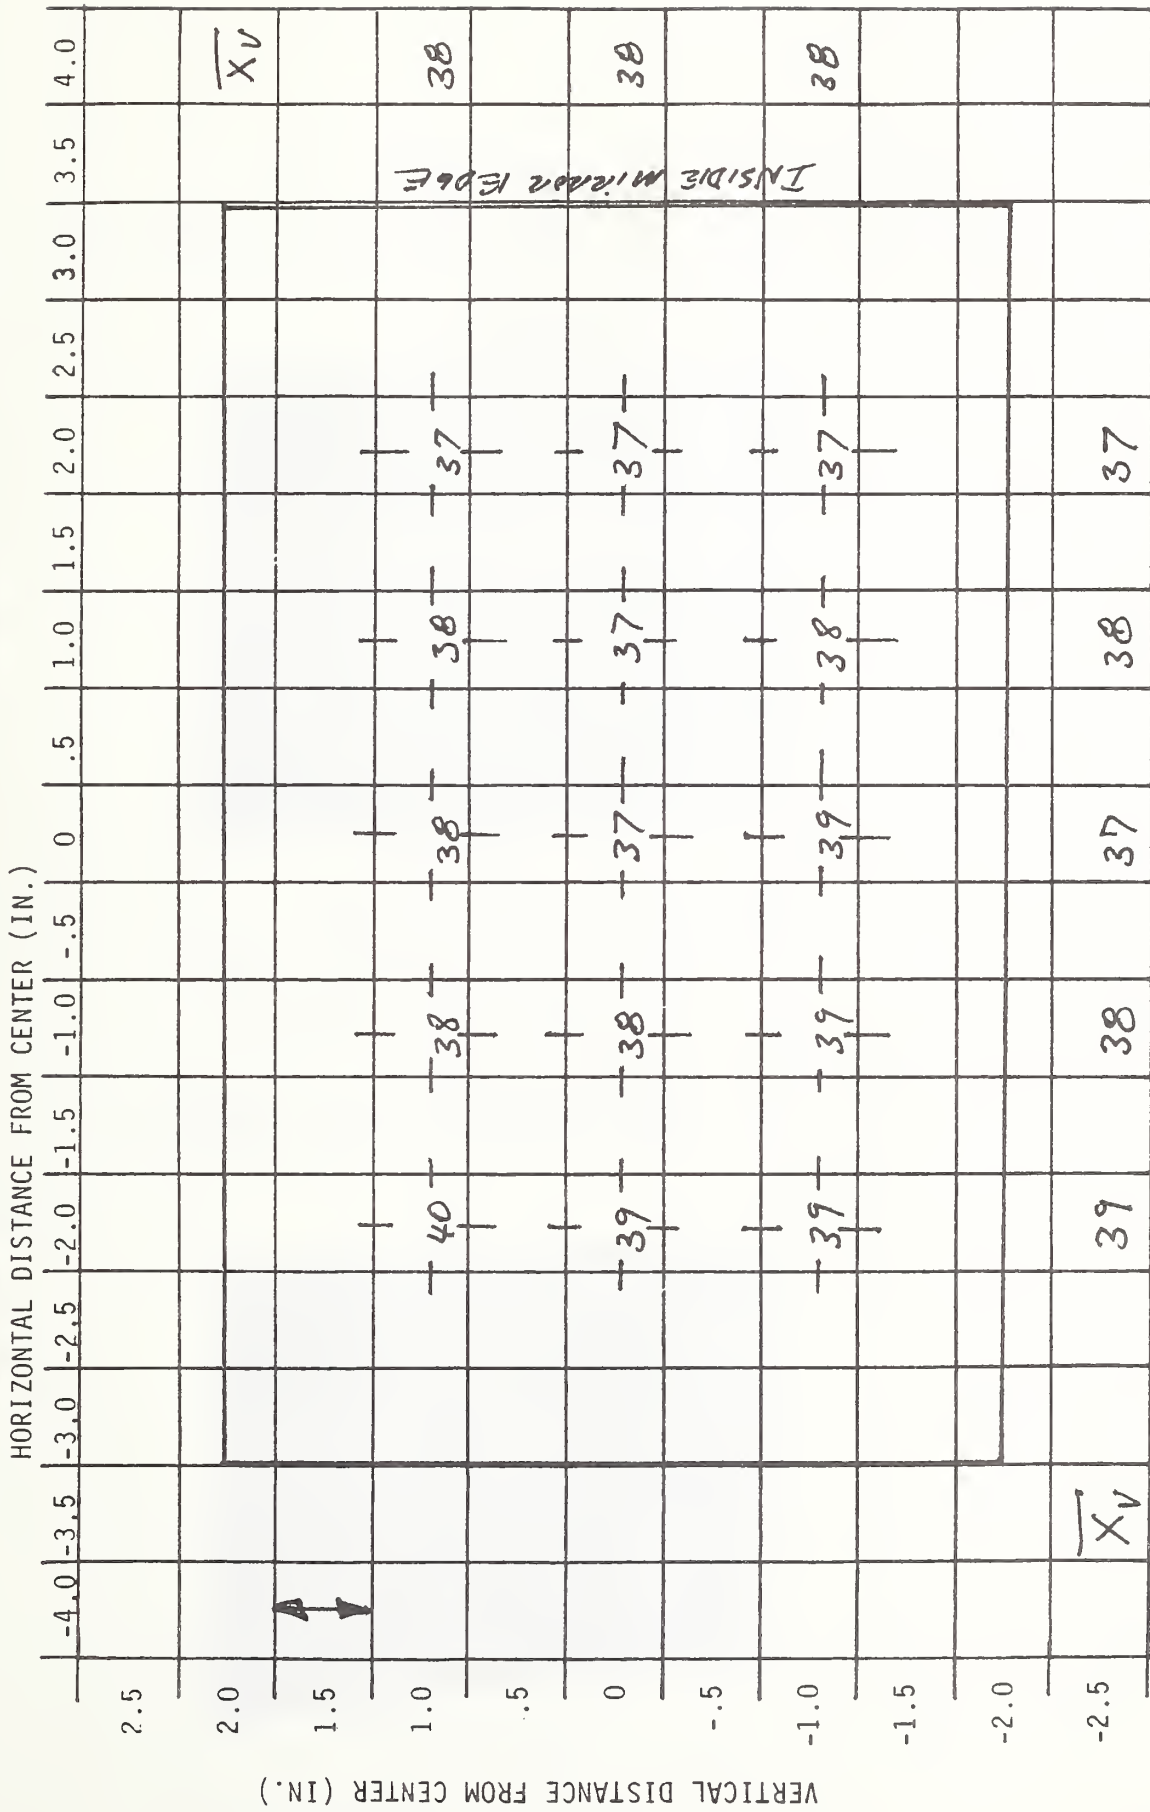 HORIZONTAL DISTANCE FROM CENTER (IN.)
-4.0 -3.5 -3.0 -2.5 -2.0 -1.5 -1.0 -.5 0 .5 1.0 1.5 2.0 2.5 3.0 3.5 4.0
VERTICAL DISTANCE FROM CENTER (IN.)
2.5
2.0 X̅v
1.5
1.0 40 38 38 38 37 38
.5
0 39 38 37 37 37 38
-.5
-1.0 39 39 39 38 37 38
-1.5
-2.0
-2.5 X̅v 39 38 37 38 37
INSIDE MIRROR EDGE